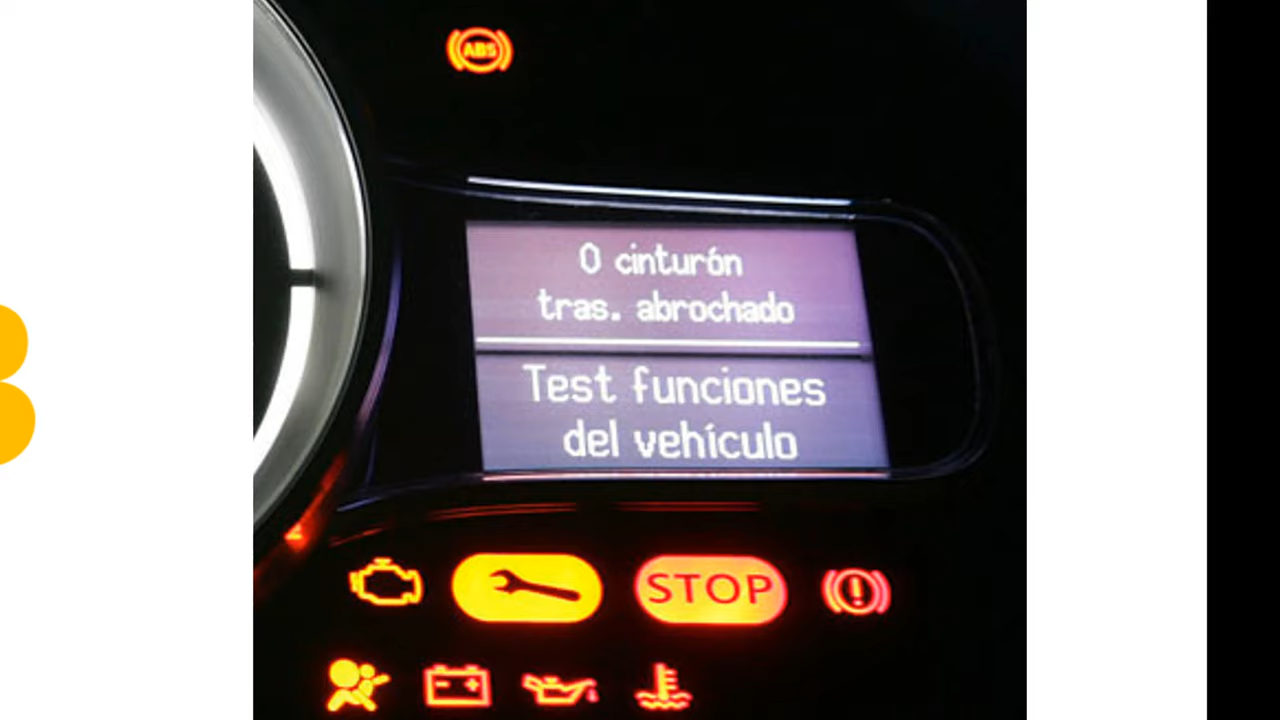 ABS
0 cinturón
tras. abrochado
Test funciones
del vehículo
STOP